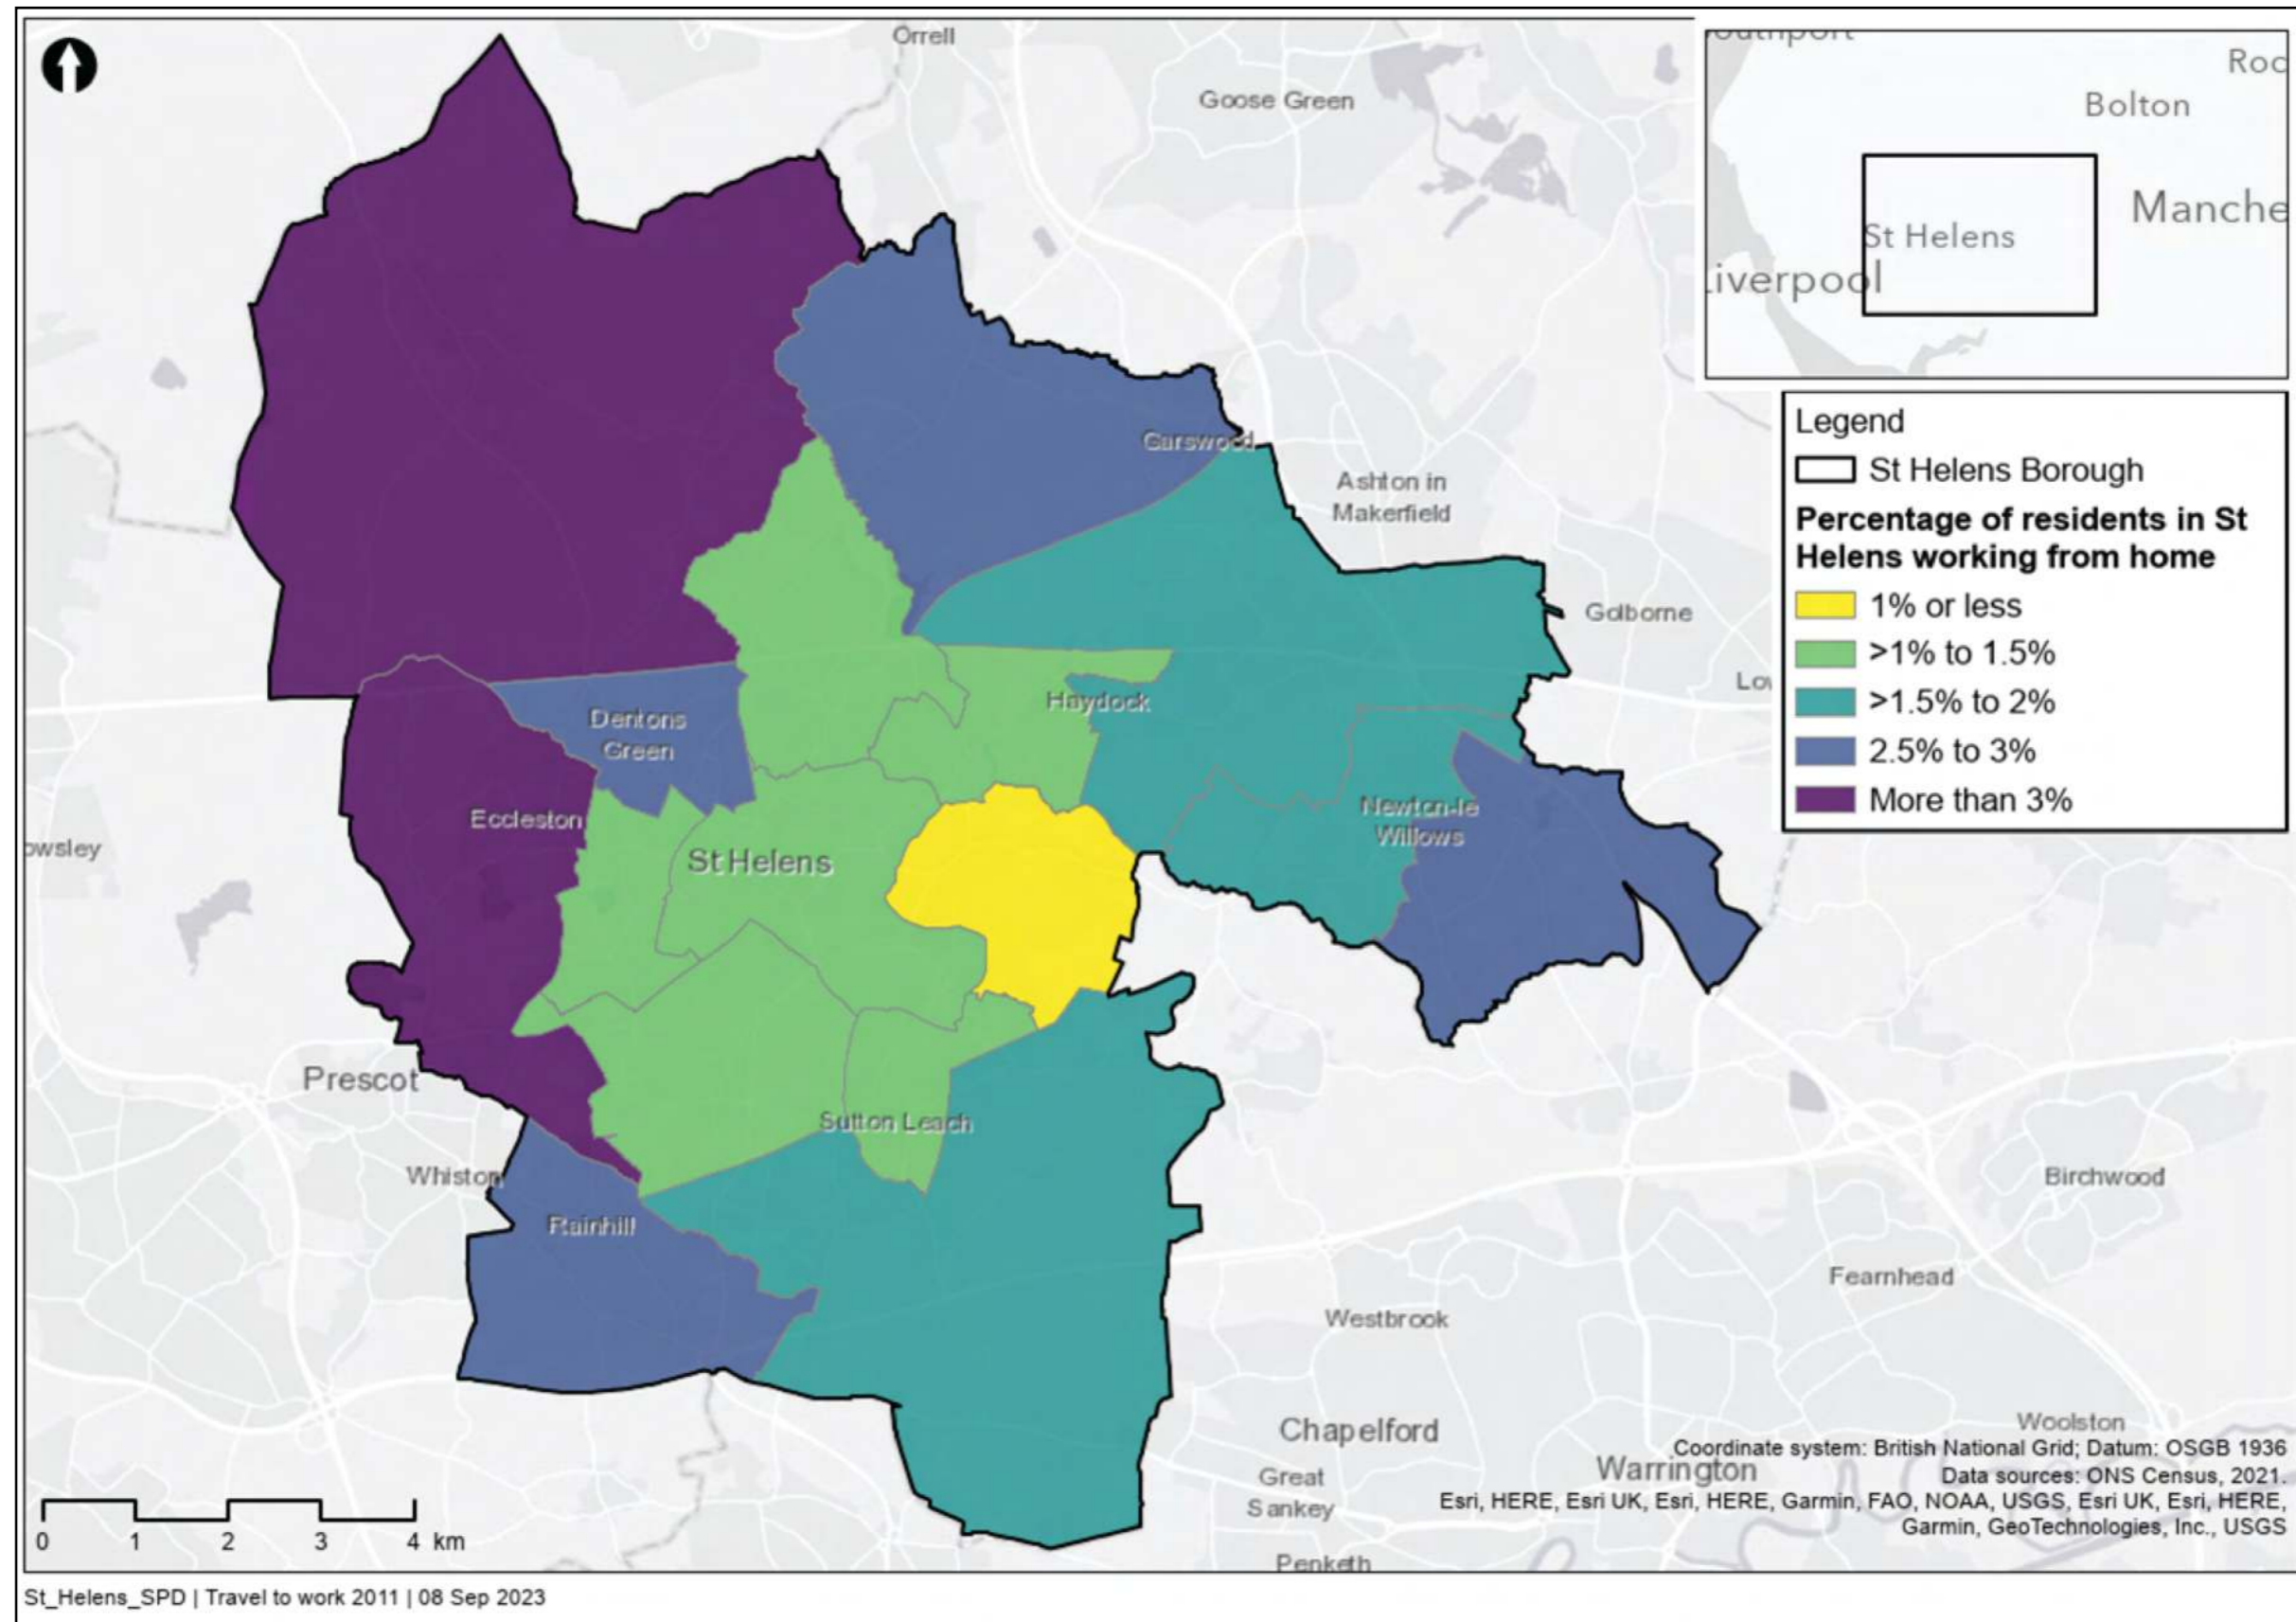 Orrell
Goose Green
Garswood
Ashton in
Makerfield
Golborne
Haydock
Dentons
Green
Eccleston
St Helens
Newton-le
Willows
Prescot
Whiston
Rainhill
Sutton Leach
Birchwood
Fearnhead
Westbrook
Chapelford
Great
Sankey
Penketh
Warrington
Woolston
Bolton
St Helens
Legend
St Helens Borough
Percentage of residents in St
Helens working from home
1% or less
>1% to 1.5%
>1.5% to 2%
2.5% to 3%
More than 3%
0 1 2 3 4 km
Coordinate system: British National Grid; Datum: OSGB 1936
Data sources: ONS Census, 2021.
Esri, HERE, Esri UK, Esri, HERE, Garmin, FAO, NOAA, USGS, Esri UK, Esri, HERE,
Garmin, GeoTechnologies, Inc., USGS
St_Helens_SPD | Travel to work 2011 | 08 Sep 2023